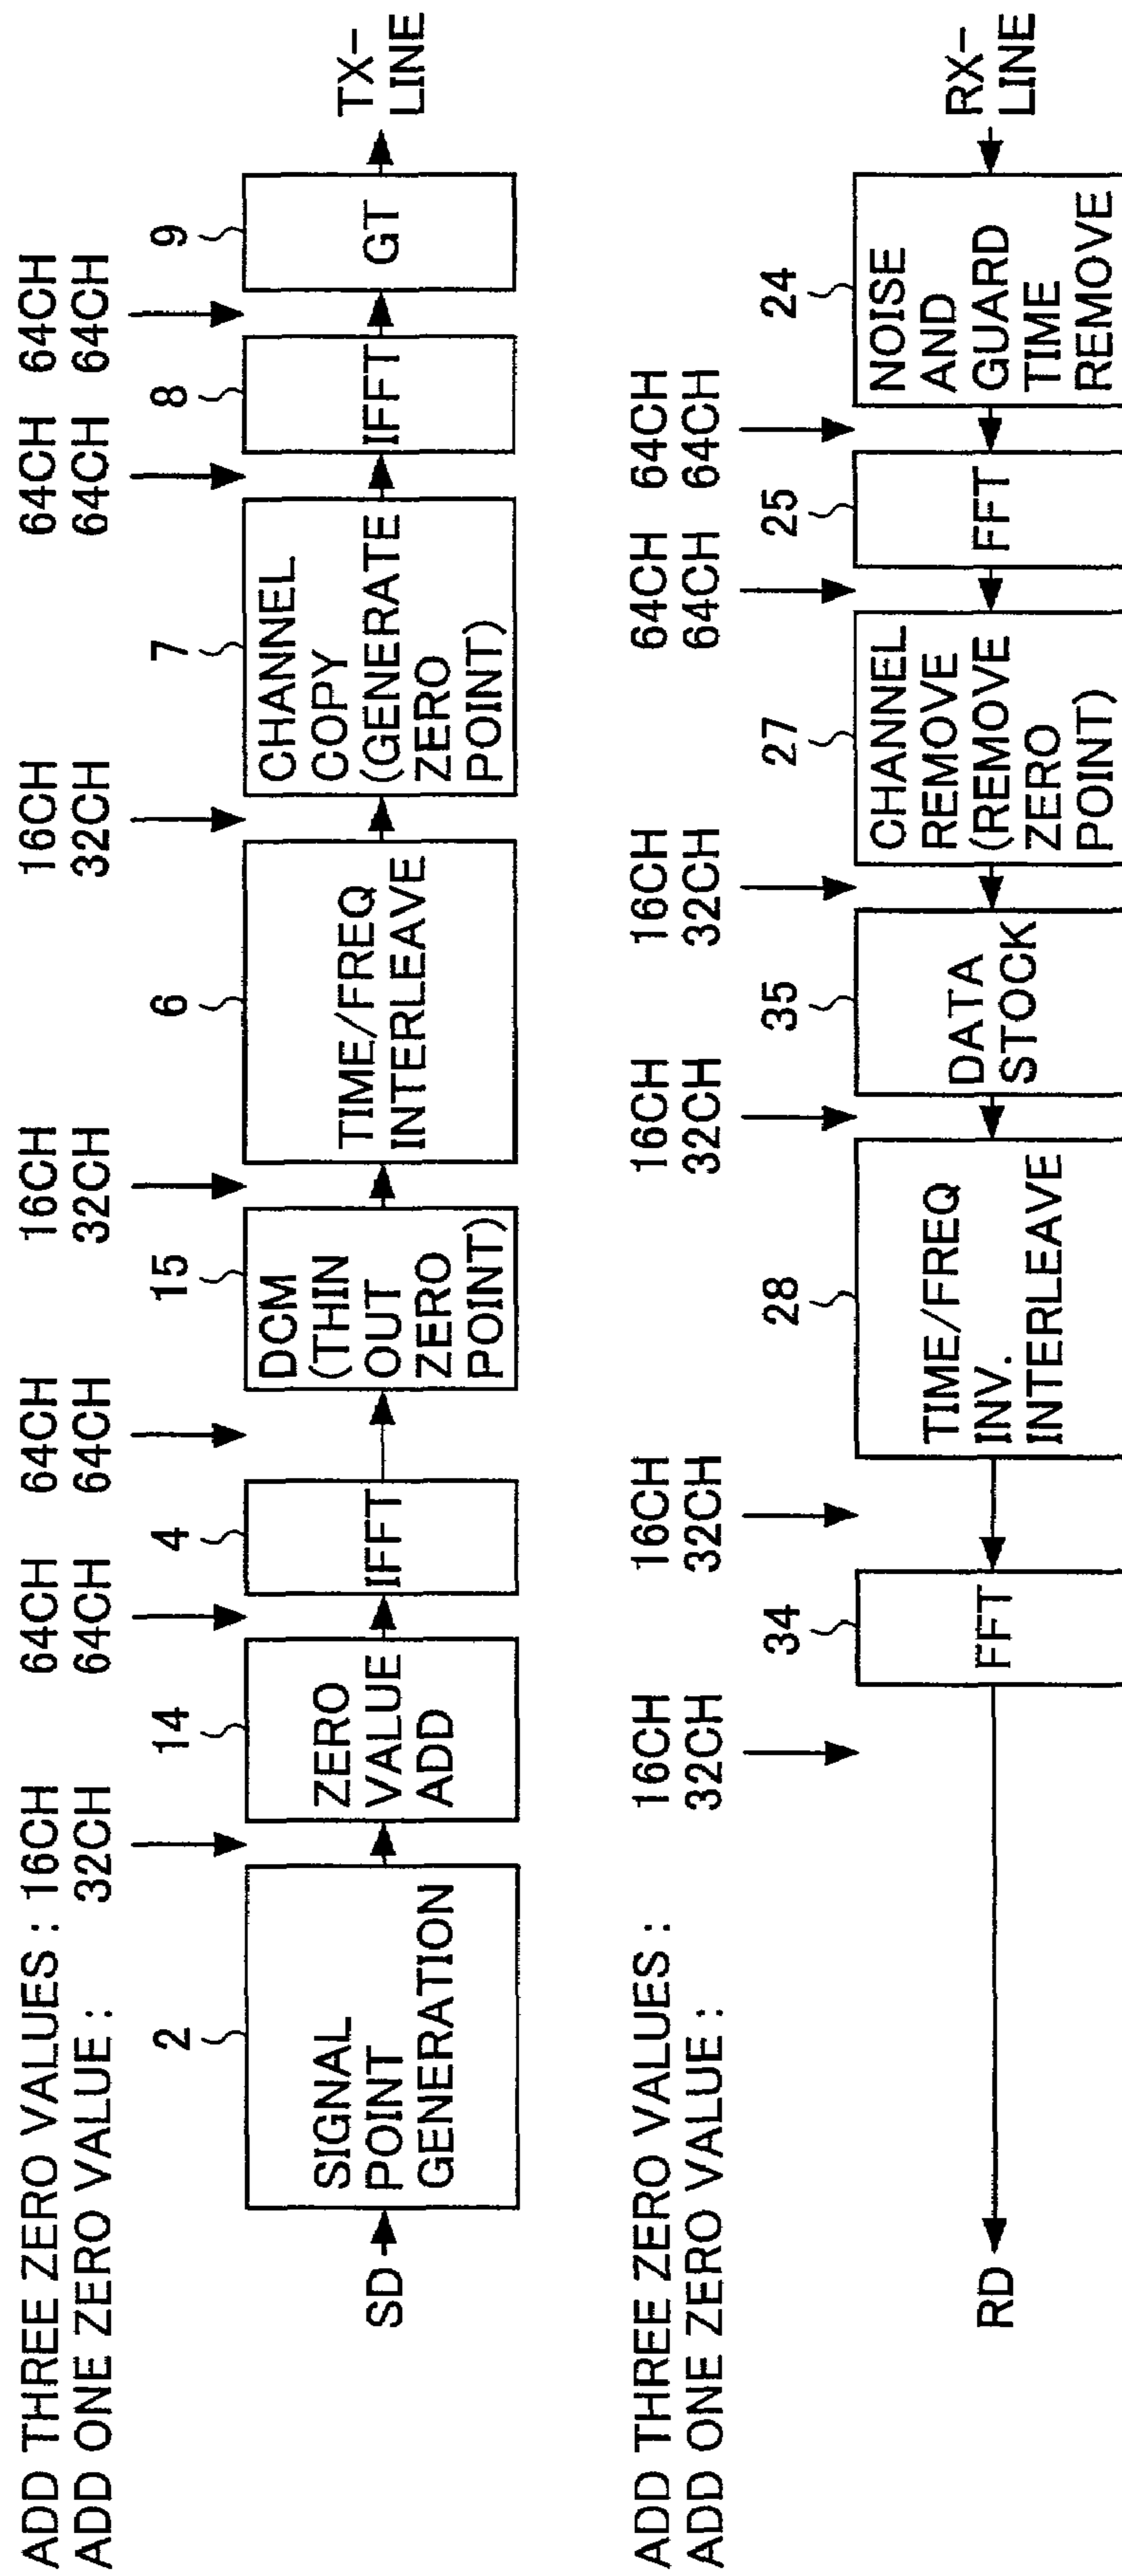 ADD THREE ZERO VALUES : 16CH 64CH 64CH 16CH 16CH 64CH 64CH
ADD ONE ZERO VALUE : 32CH 64CH 64CH 32CH 32CH 64CH 64CH
2 14 4 15 6 7 8 9
SD
SIGNAL
POINT
GENERATION
ZERO
VALUE
ADD
IFFT
DCM
(THIN
OUT
ZERO
POINT)
TIME/FREQ
INTERLEAVE
CHANNEL
COPY
(GENERATE
ZERO
POINT)
IFFT
GT
TX-
LINE
ADD THREE ZERO VALUES : 16CH 16CH 16CH 16CH 64CH 64CH
ADD ONE ZERO VALUE : 32CH 32CH 32CH 32CH 64CH 64CH
34 28 35 27 25 24
RD
FFT
TIME/FREQ
INV.
INTERLEAVE
DATA
STOCK
CHANNEL
REMOVE
(REMOVE
ZERO
POINT)
FFT
NOISE
AND
GUARD
TIME
REMOVE
RX-
LINE